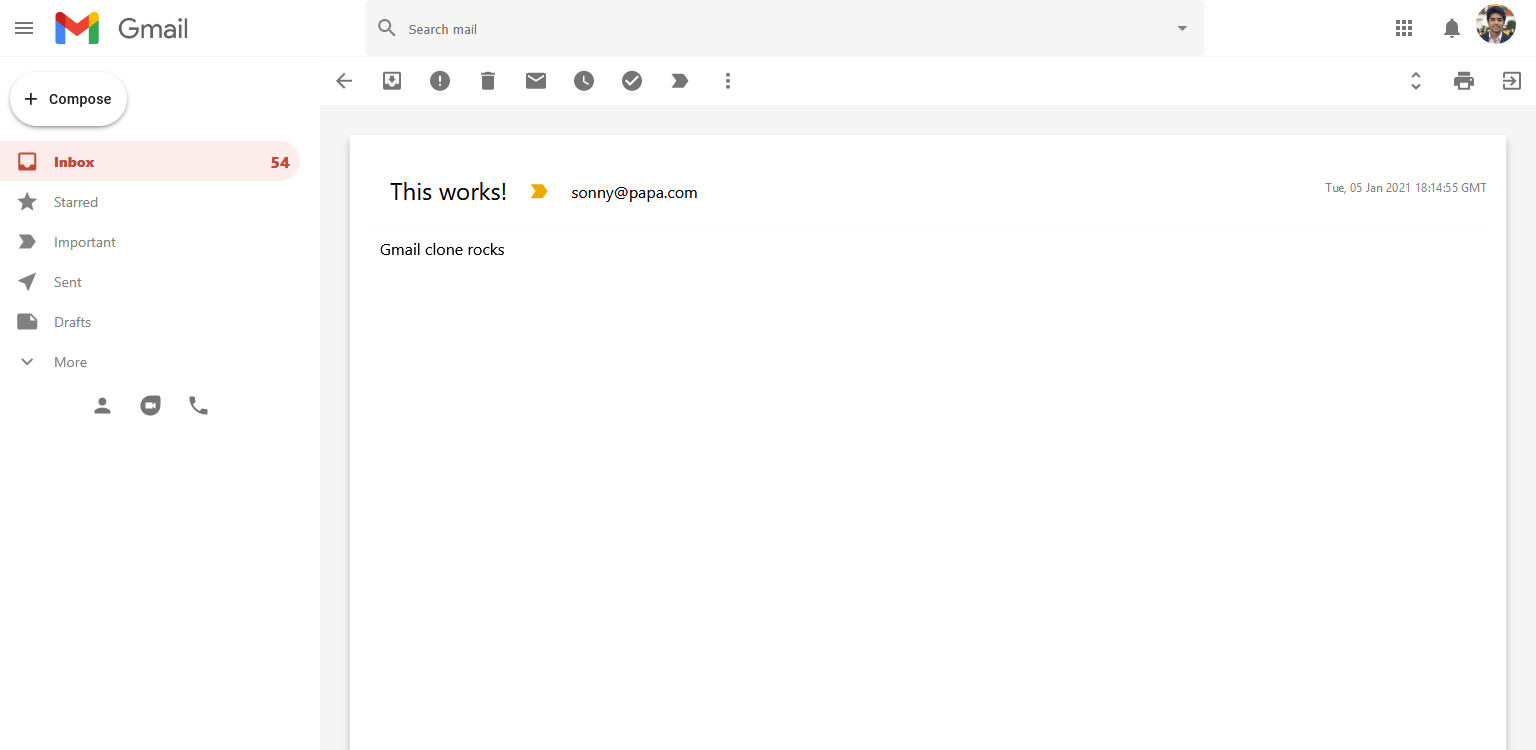 Gmail
Search mail
Compose
Inbox 54
Starred
Important
Sent
Drafts
More
This works! sonny@papa.com Tue, 05 Jan 2021 18:14:55 GMT
Gmail clone rocks